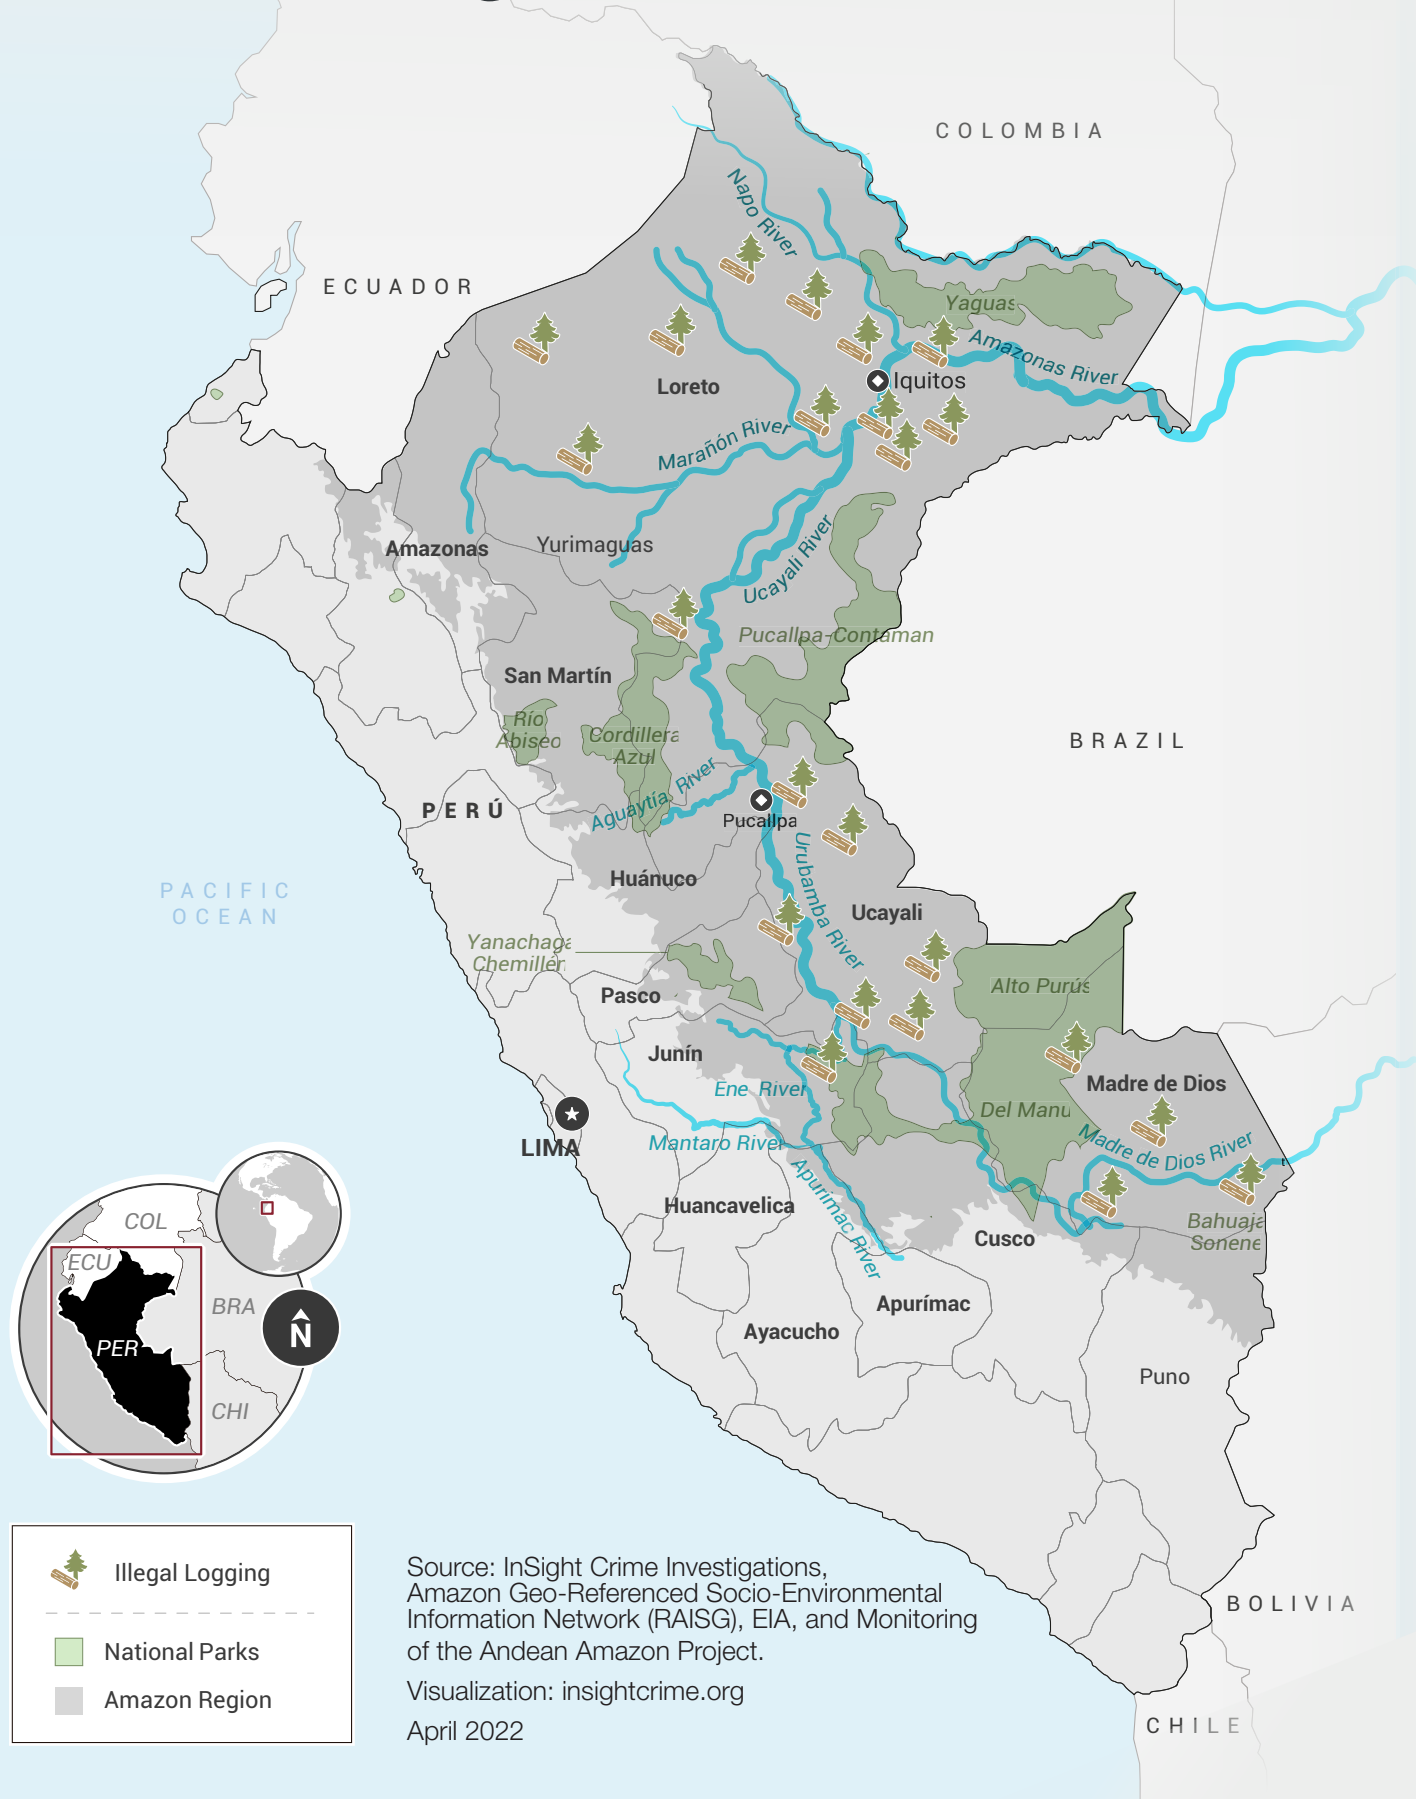 COLOMBIA
ECUADOR
Napo River
Yaguas
Amazonas River
Iquitos
Loreto
Marañón River
Yurimaguas
Amazonas
Ucayali River
Pucallpa-Contaman
San Martín
Río
Abiseo
Cordillera
Azul
BRAZIL
PERÚ
Aguaytía River
Pucallpa
Urubamba River
Huánuco
Ucayali
PACIFIC
OCEAN
Yanachaga
Chemillén
Pasco
Alto Purús
Junín
Ene River
Madre de Dios
Del Manu
LIMA
Mantaro River
Madre de Dios River
Apurímac River
Huancavelica
Cusco
Bahuaja
Sonene
Apurímac
Ayacucho
Puno
COL
ECU
BRA
PER
CHI
N
BOLIVIA
CHILE
Illegal Logging
National Parks
Amazon Region
Source: InSight Crime Investigations,
Amazon Geo-Referenced Socio-Environmental
Information Network (RAISG), EIA, and Monitoring
of the Andean Amazon Project.
Visualization: insightcrime.org
April 2022